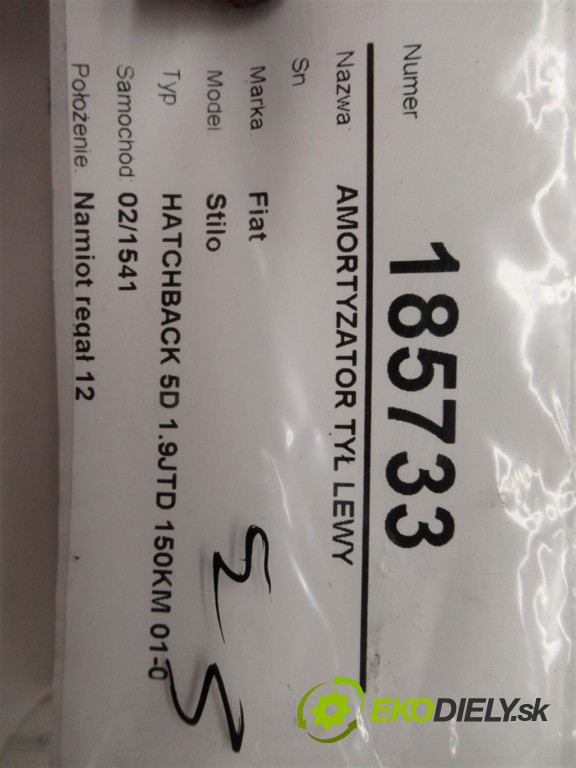 Numer 185733
Nazwa AMORTYZATOR TYŁ LEWY
Sn
Marka Fiat
Model Stilo
Typ HATCHBACK 5D 1.9JTD 150KM 01-0
Samochód: 02/1541
Położenie. Namiot regał 12
EKODIELY.sk